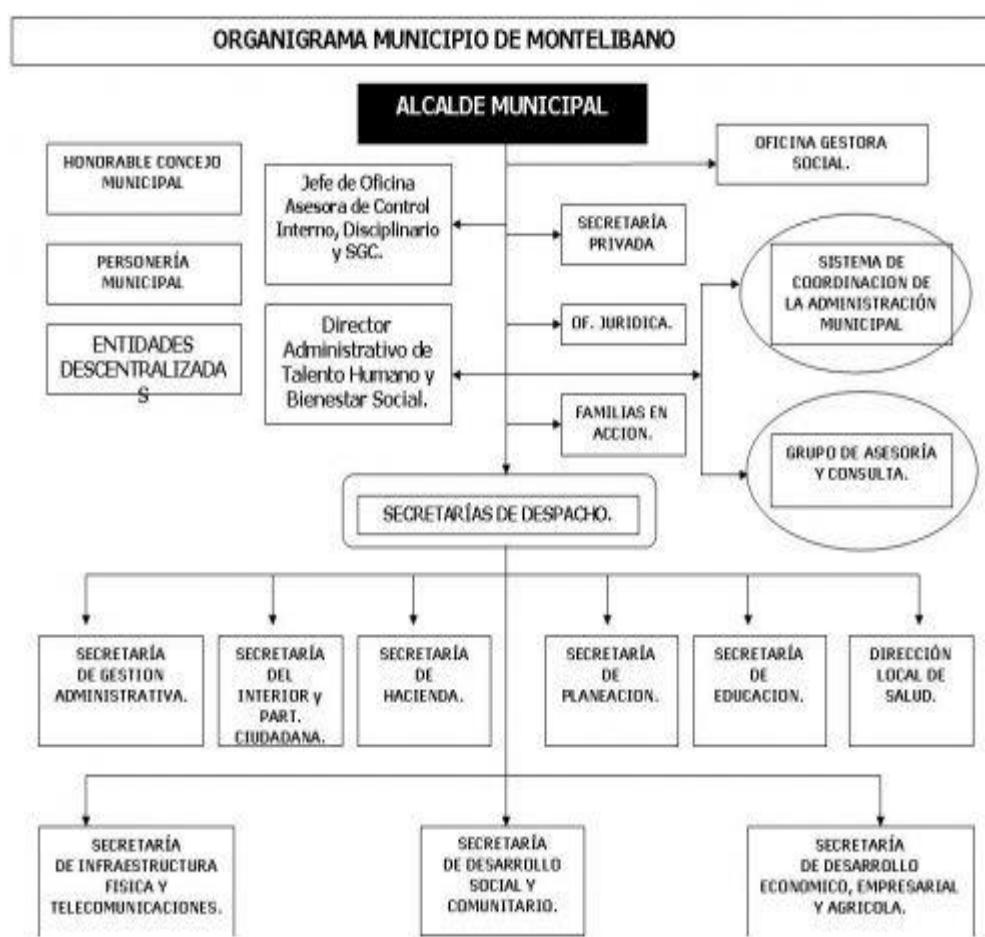 ORGANIGRAMA MUNICIPIO DE MONTELIBANO
ALCALDE MUNICIPAL
HONORABLE CONCEJO
MUNICIPAL
PERSONERÍA
MUNICIPAL
ENTIDADES
DESCENTRALIZADA
S
Jefe de Oficina
Asesora de Control
Interno, Disciplinario
y SGC.
Director
Administrativo de
Talento Humano y
Bienestar Social.
OFICINA GESTORA
SOCIAL.
SECRETARÍA
PRIVADA
OF. JURIDICA.
FAMILIAS EN
ACCION.
SISTEMA DE
COORDINACION DE
LA ADMINISTRACIÓN
MUNICIPAL
GRUPO DE ASESORÍA
Y CONSULTA.
SECRETARÍAS DE DESPACHO.
SECRETARÍA
DE GESTION
ADMINISTRATIVA.
SECRETARÍA
DEL
INTERIOR y
PART.
CIUDADANA.
SECRETARÍA
DE
HACIENDA.
SECRETARÍA
DE
PLANEACION.
SECRETARÍA
DE
EDUCACION.
DIRECCIÓN
LOCAL DE
SALUD.
SECRETARÍA
DE INFRAESTRUCTURA
FISICA Y
TELECOMUNICACIONES.
SECRETARÍA
DE DESARROLLO
SOCIAL Y
COMUNITARIO.
SECRETARÍA
DE DESARROLLO
ECONOMICO, EMPRESARIAL
Y AGRICOLA.